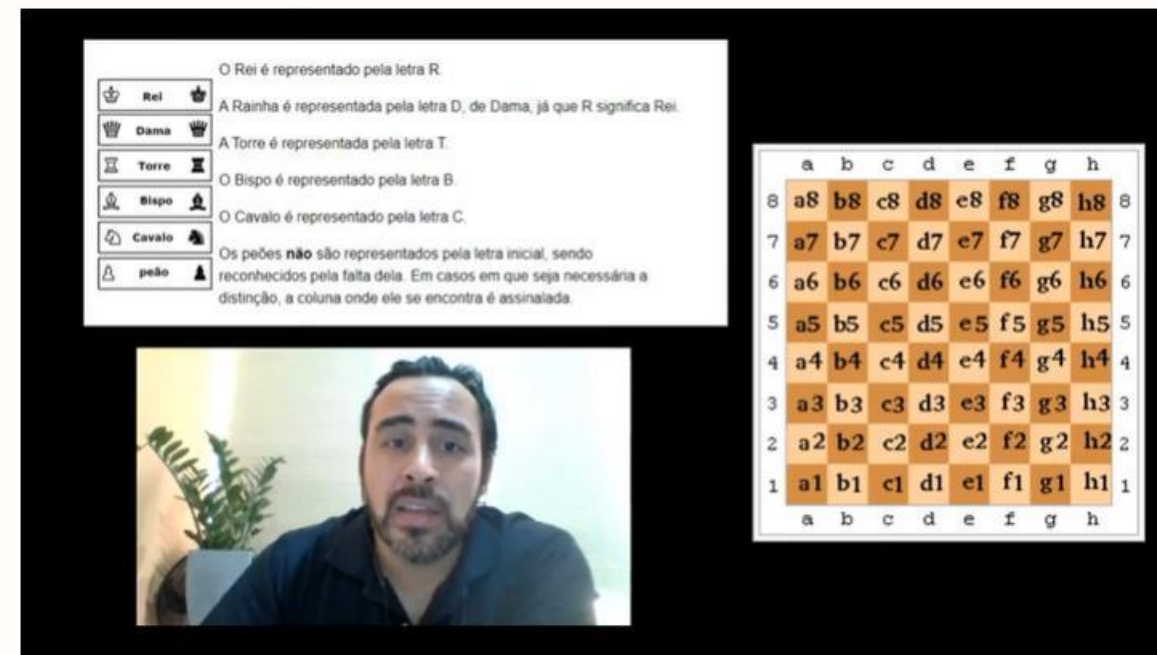 O Rei é representado pela letra R.
Rei
A Rainha é representada pela letra D, de Dama, já que R significa Rei.
Dama
A Torre é representada pela letra T.
Torre
O Bispo é representado pela letra B.
Bispo
O Cavalo é representado pela letra C.
Cavalo
Os peões não são representados pela letra inicial, sendo
reconhecidos pela falta dela. Em casos em que seja necessária a
peão
distinção, a coluna onde ele se encontra é assinalada.
a b c d e f g h
8 a8 b8 c8 d8 e8 f8 g8 h8 8
7 a7 b7 c7 d7 e7 f7 g7 h7 7
6 a6 b6 c6 d6 e6 f6 g6 h6 6
5 a5 b5 c5 d5 e5 f5 g5 h5 5
4 a4 b4 c4 d4 e4 f4 g4 h4 4
3 a3 b3 c3 d3 e3 f3 g3 h3 3
2 a2 b2 c2 d2 e2 f2 g2 h2 2
1 a1 b1 c1 d1 e1 f1 g1 h1 1
a b c d e f g h